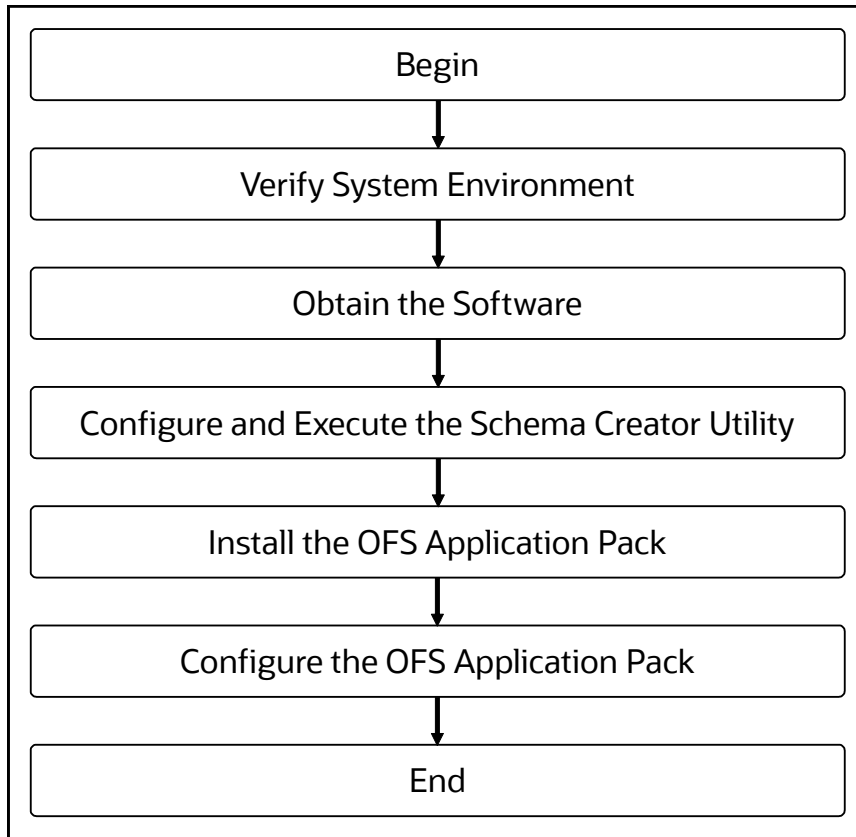 Begin
Verify System Environment
Obtain the Software
Configure and Execute the Schema Creator Utility
Install the OFS Application Pack
Configure the OFS Application Pack
End